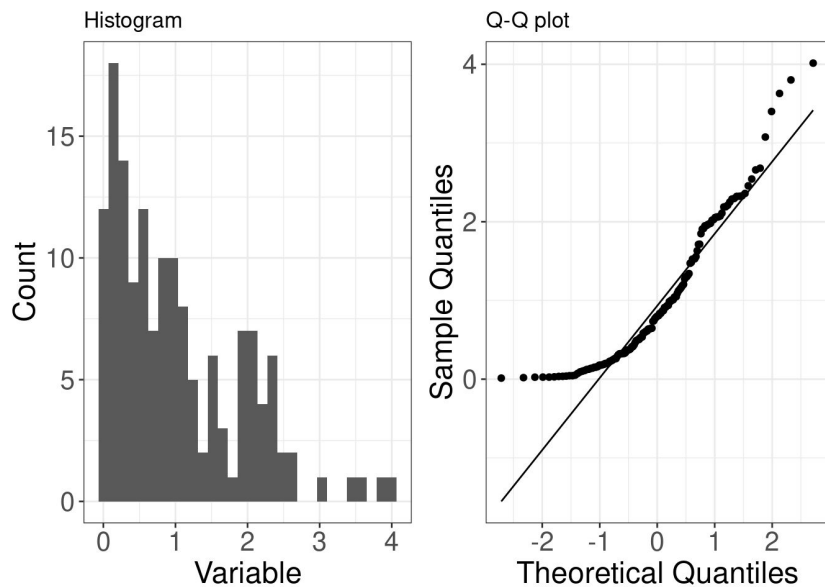 Histogram
Count
15
10
5
0
0 1 2 3 4
Variable
Q-Q plot
Sample Quantiles
4
2
0
-2 -1 0 1 2
Theoretical Quantiles